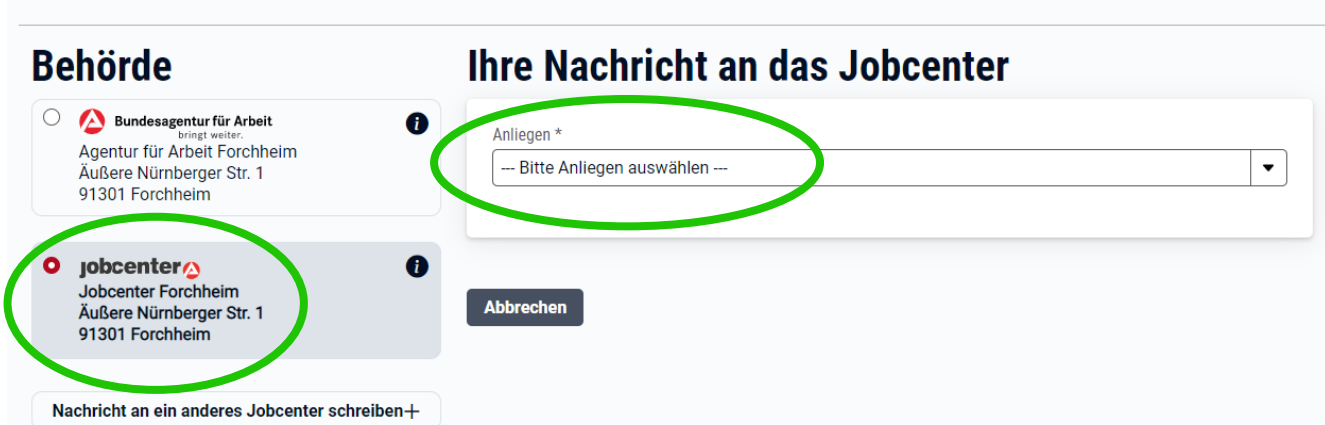 Behörde
Bundesagentur für Arbeit
bringt weiter.
Agentur für Arbeit Forchheim
Äußere Nürnberger Str. 1
91301 Forchheim
jobcenter
Jobcenter Forchheim
Äußere Nürnberger Str. 1
91301 Forchheim
Nachricht an ein anderes Jobcenter schreiben+
Ihre Nachricht an das Jobcenter
Anliegen *
--- Bitte Anliegen auswählen ---
Abbrechen